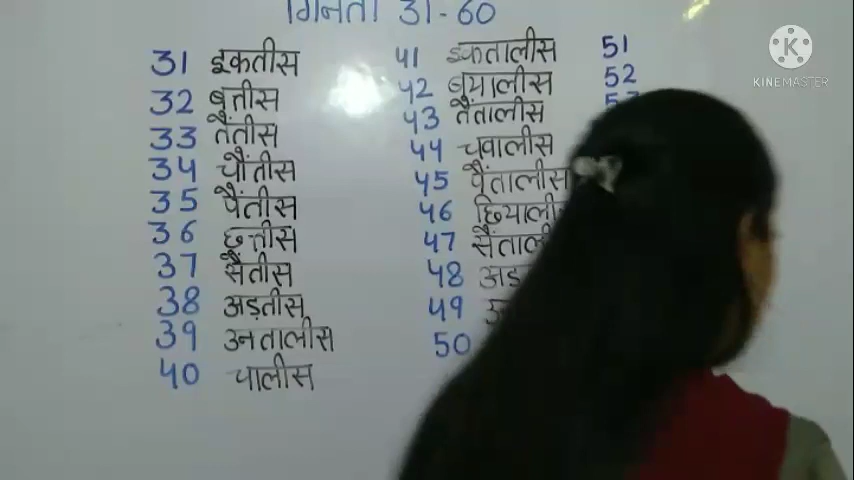 गिनती 31-60
31 इकतीस
32 बत्तीस
33 तैंतीस
34 चौंतीस
35 पैंतीस
36 छत्तीस
37 सैंतीस
38 अड़तीस
39 उनतालीस
40 चालीस
41 इकतालीस
42 बयालीस
43 तैंतालीस
44 चवालीस
45 पैंतालीस
46
47
48
49
50
51
52
K
KINEMASTER